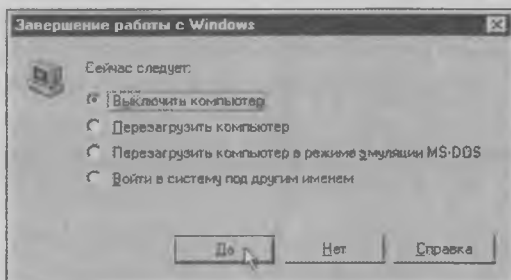 Завершение работы с Windows
Сейчас следует:
Выключить компьютер
Перезагрузить компьютер
Перезагрузить компьютер в режиме эмуляции MS-DOS
Войти в систему под другим именем
Да Нет Справка